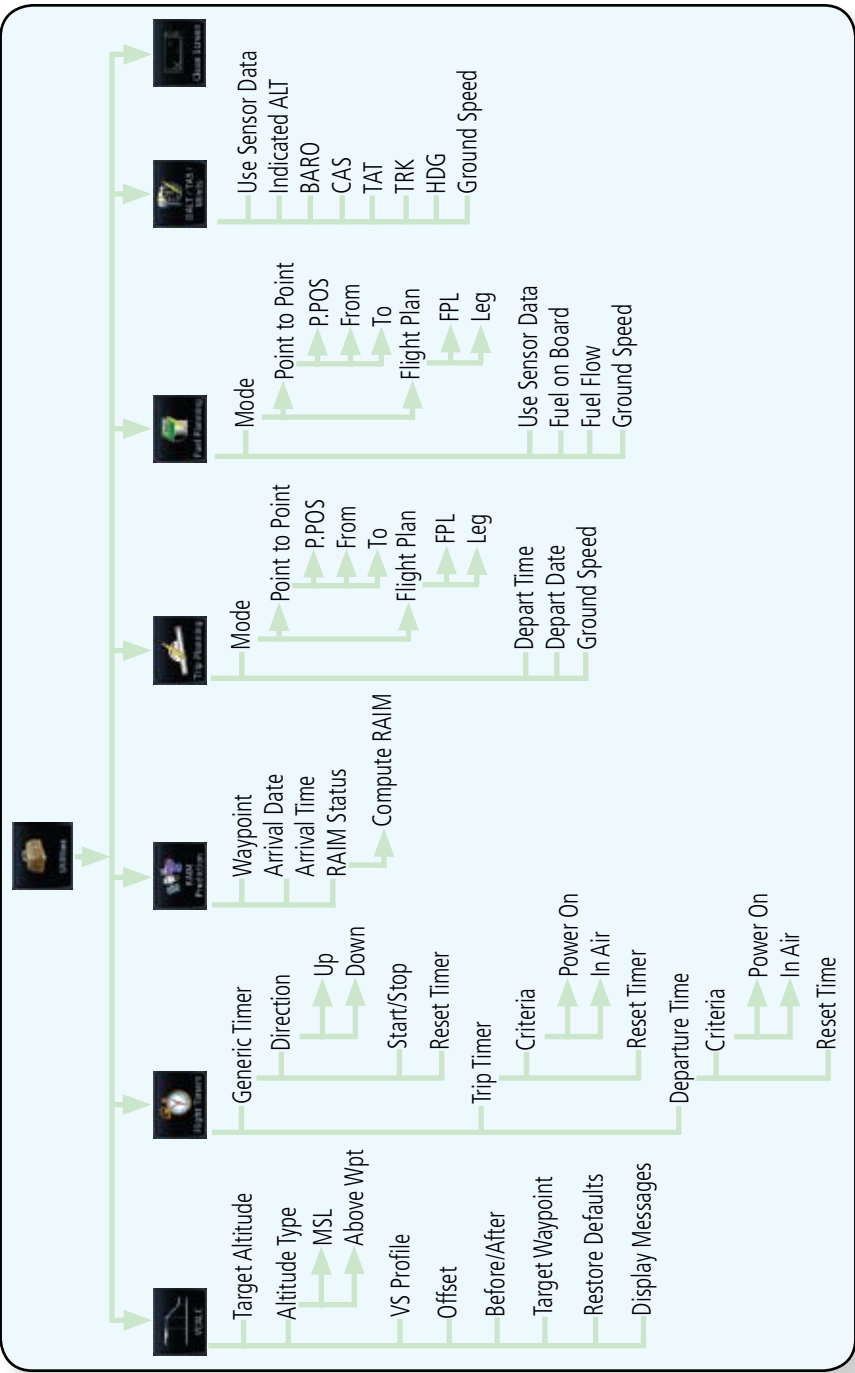 Utilities
VCALC
Target Altitude
Altitude Type
MSL
Above Wpt
VS Profile
Offset
Before/After
Target Waypoint
Restore Defaults
Display Messages
Flight Timers
Generic Timer
Direction
Up
Down
Start/Stop
Reset Timer
Trip Timer
Criteria
Power On
In Air
Reset Timer
Departure Time
Criteria
Power On
In Air
Reset Time
RAIM
Prediction
Waypoint
Arrival Date
Arrival Time
RAIM Status
Compute RAIM
Trip Planning
Mode
Point to Point
P.POS
From
To
Flight Plan
FPL
Leg
Depart Time
Depart Date
Ground Speed
Fuel Planning
Mode
Point to Point
P.POS
From
To
Flight Plan
FPL
Leg
Use Sensor Data
Fuel on Board
Fuel Flow
Ground Speed
DALT / TAS /
Winds
Use Sensor Data
Indicated ALT
BARO
CAS
TAT
TRK
HDG
Ground Speed
Clean Screen